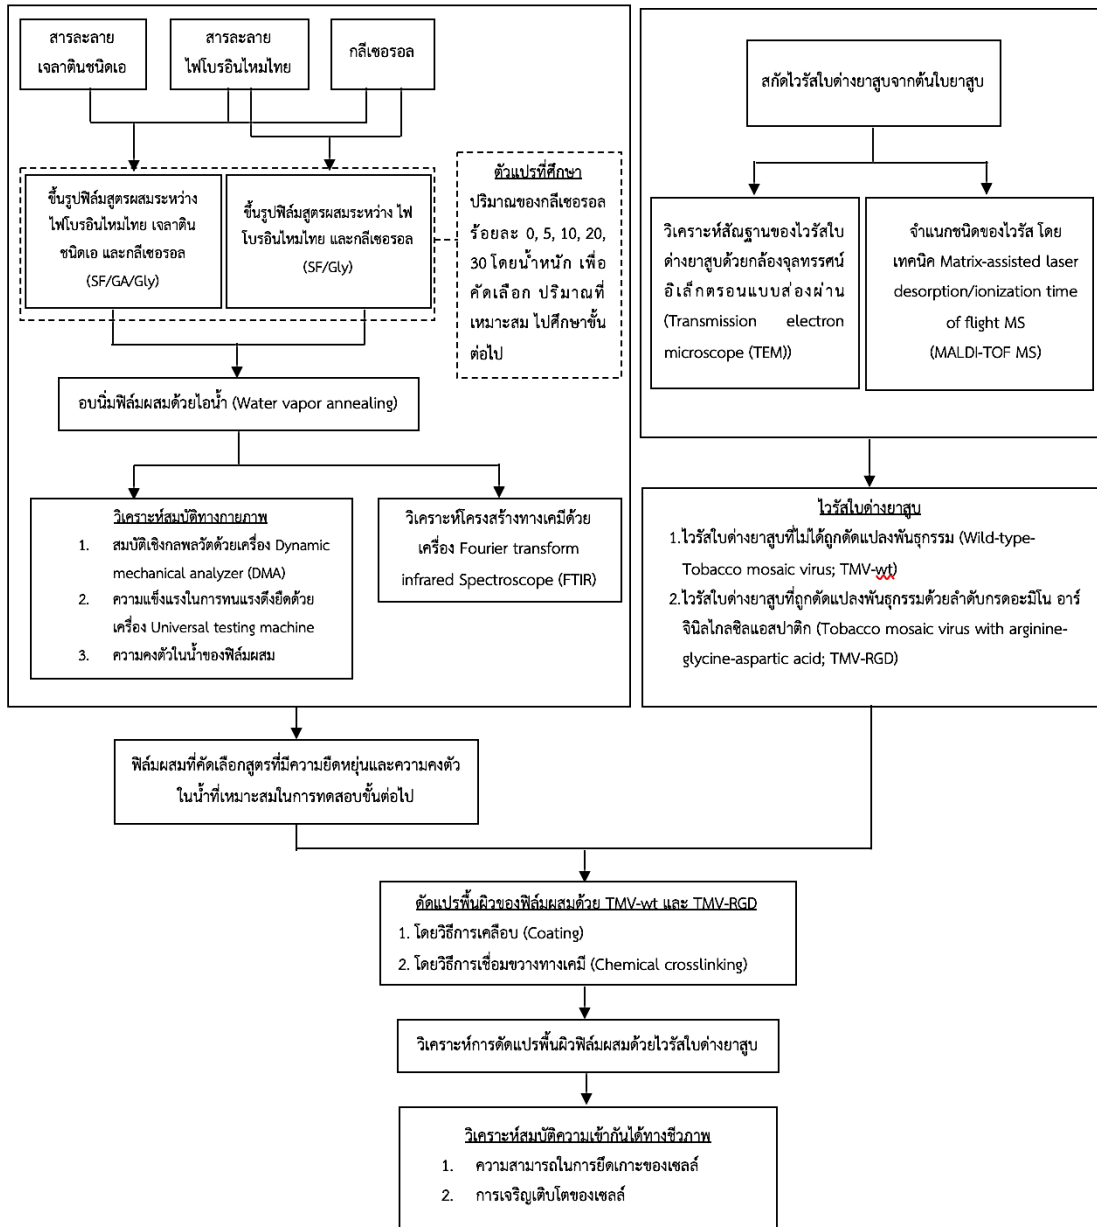 สารละลาย
เจลาตินชนิดเอ
สารละลาย
ไฟโบรอินไหมไทย
กลีเซอรอล
ขึ้นรูปฟิล์มสูตรผสมระหว่าง
ไฟโบรอินไหมไทย เจลาติน
ชนิดเอ และกลีเซอรอล
(SF/GA/Gly)
ขึ้นรูปฟิล์มสูตรผสมระหว่าง ไฟ
โบรอินไหมไทย และกลีเซอรอล
(SF/Gly)
ตัวแปรที่ศึกษา
ปริมาณของกลีเซอรอล
ร้อยละ 0, 5, 10, 20,
30 โดยน้ำหนัก เพื่อ
คัดเลือก ปริมาณที่
เหมาะสม ไปศึกษาขั้น
ต่อไป
อบนิ่มฟิล์มผสมด้วยไอน้ำ (Water vapor annealing)
วิเคราะห์สมบัติทางกายภาพ
1. สมบัติเชิงกลพลวัตด้วยเครื่อง Dynamic
mechanical analyzer (DMA)
2. ความแข็งแรงในการทนแรงดึงยืดด้วย
เครื่อง Universal testing machine
3. ความคงตัวในน้ำของฟิล์มผสม
วิเคราะห์โครงสร้างทางเคมีด้วย
เครื่อง Fourier transform
infrared Spectroscope (FTIR)
สกัดไวรัสใบด่างยาสูบจากต้นใบยาสูบ
วิเคราะห์สัณฐานของไวรัสใบ
ด่างยาสูบด้วยกล้องจุลทรรศน์
อิเล็กตรอนแบบส่องผ่าน
(Transmission electron
microscope (TEM))
จำแนกชนิดของไวรัส โดย
เทคนิค Matrix-assisted laser
desorption/ionization time
of flight MS
(MALDI-TOF MS)
ไวรัสใบด่างยาสูบ
1.ไวรัสใบด่างยาสูบที่ไม่ได้ถูกดัดแปลงพันธุกรรม (Wild-type-
Tobacco mosaic virus; TMV-wt)
2.ไวรัสใบด่างยาสูบที่ถูกดัดแปลงพันธุกรรมด้วยลำดับกรดอะมิโน อาร์
จินิลไกลซิลแอสปาติก (Tobacco mosaic virus with arginine-
glycine-aspartic acid; TMV-RGD)
ฟิล์มผสมที่คัดเลือกสูตรที่มีความยืดหยุ่นและความคงตัว
ในน้ำที่เหมาะสมในการทดสอบขั้นต่อไป
ดัดแปรพื้นผิวของฟิล์มผสมด้วย TMV-wt และ TMV-RGD
1. โดยวิธีการเคลือบ (Coating)
2. โดยวิธีการเชื่อมขวางทางเคมี (Chemical crosslinking)
วิเคราะห์การดัดแปรพื้นผิวฟิล์มผสมด้วยไวรัสใบด่างยาสูบ
วิเคราะห์สมบัติความเข้ากันได้ทางชีวภาพ
1. ความสามารถในการยึดเกาะของเซลล์
2. การเจริญเติบโตของเซลล์